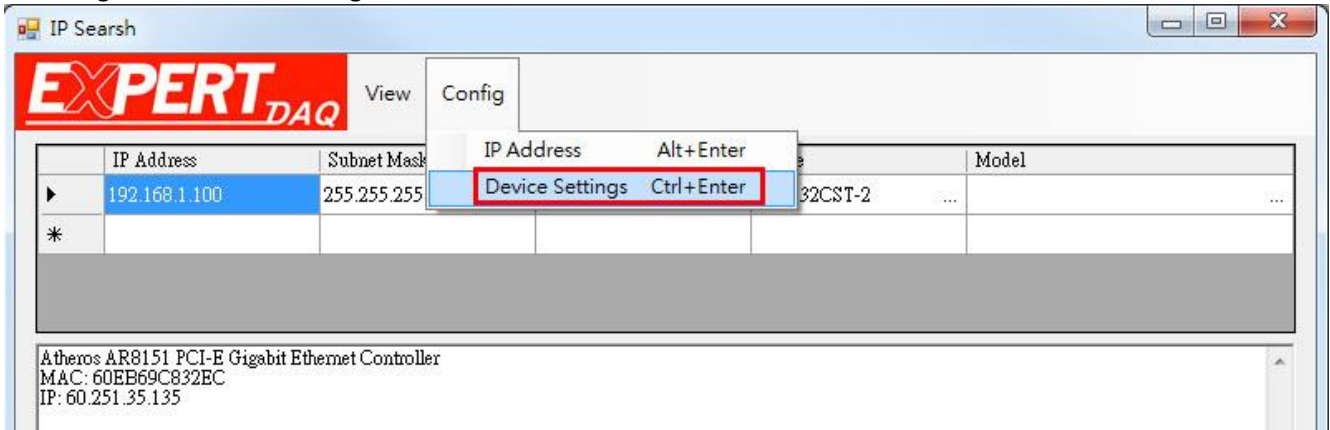 IP Searsh
EXPERT DAQ
View Config
IP Address Alt+Enter
Device Settings Ctrl+Enter
IP Address Subnet Mask Model
192.168.1.100 255.255.255 32CST-2 ... ...
Atheros AR8151 PCI-E Gigabit Ethernet Controller
MAC: 60EB69C832EC
IP: 60.251.35.135